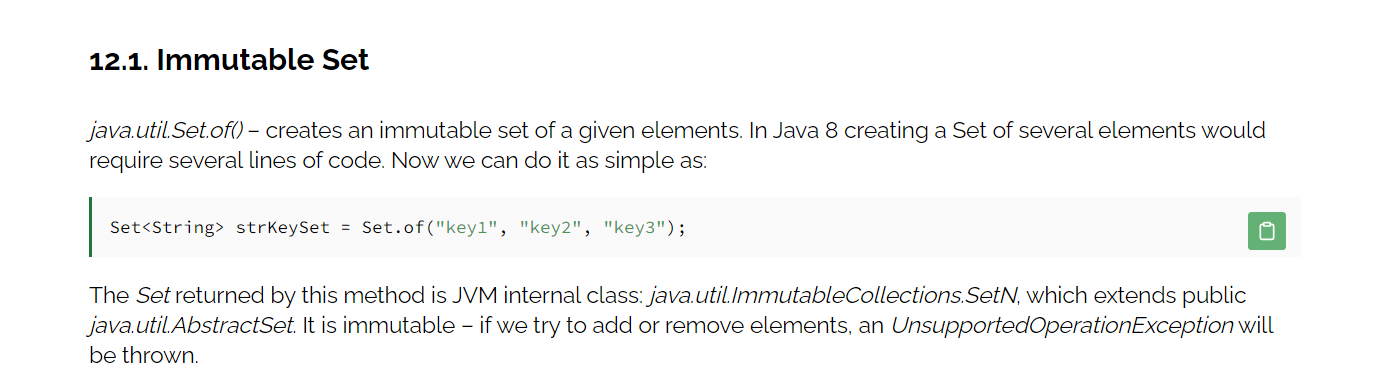 12.1. Immutable Set
java.util.Set.of() – creates an immutable set of a given elements. In Java 8 creating a Set of several elements would
require several lines of code. Now we can do it as simple as:
Set<String> strKeySet = Set.of("key1", "key2", "key3");
The Set returned by this method is JVM internal class: java.util.ImmutableCollections.SetN, which extends public
java.util.AbstractSet. It is immutable – if we try to add or remove elements, an UnsupportedOperationException will
be thrown.